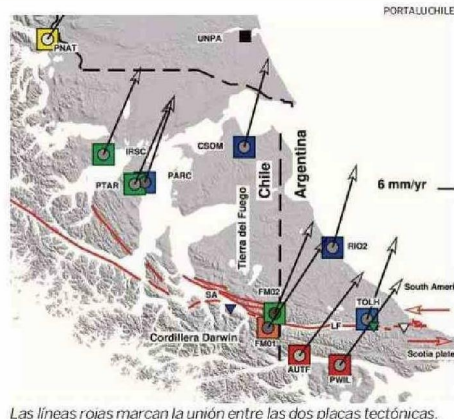 PORTALUCHILE
UNPA
PNAT
IRSC
CSOM
PTAR
PARC
Chile
Argentina
Tierra del Fuego
6 mm/yr
RIO2
South Ameri
FM02
TOLH
SA
LF
Cordillera Darwin
FM01
Scotia plate
AUTF
PWIL
Las líneas rojas marcan la unión entre las dos placas tectónicas.